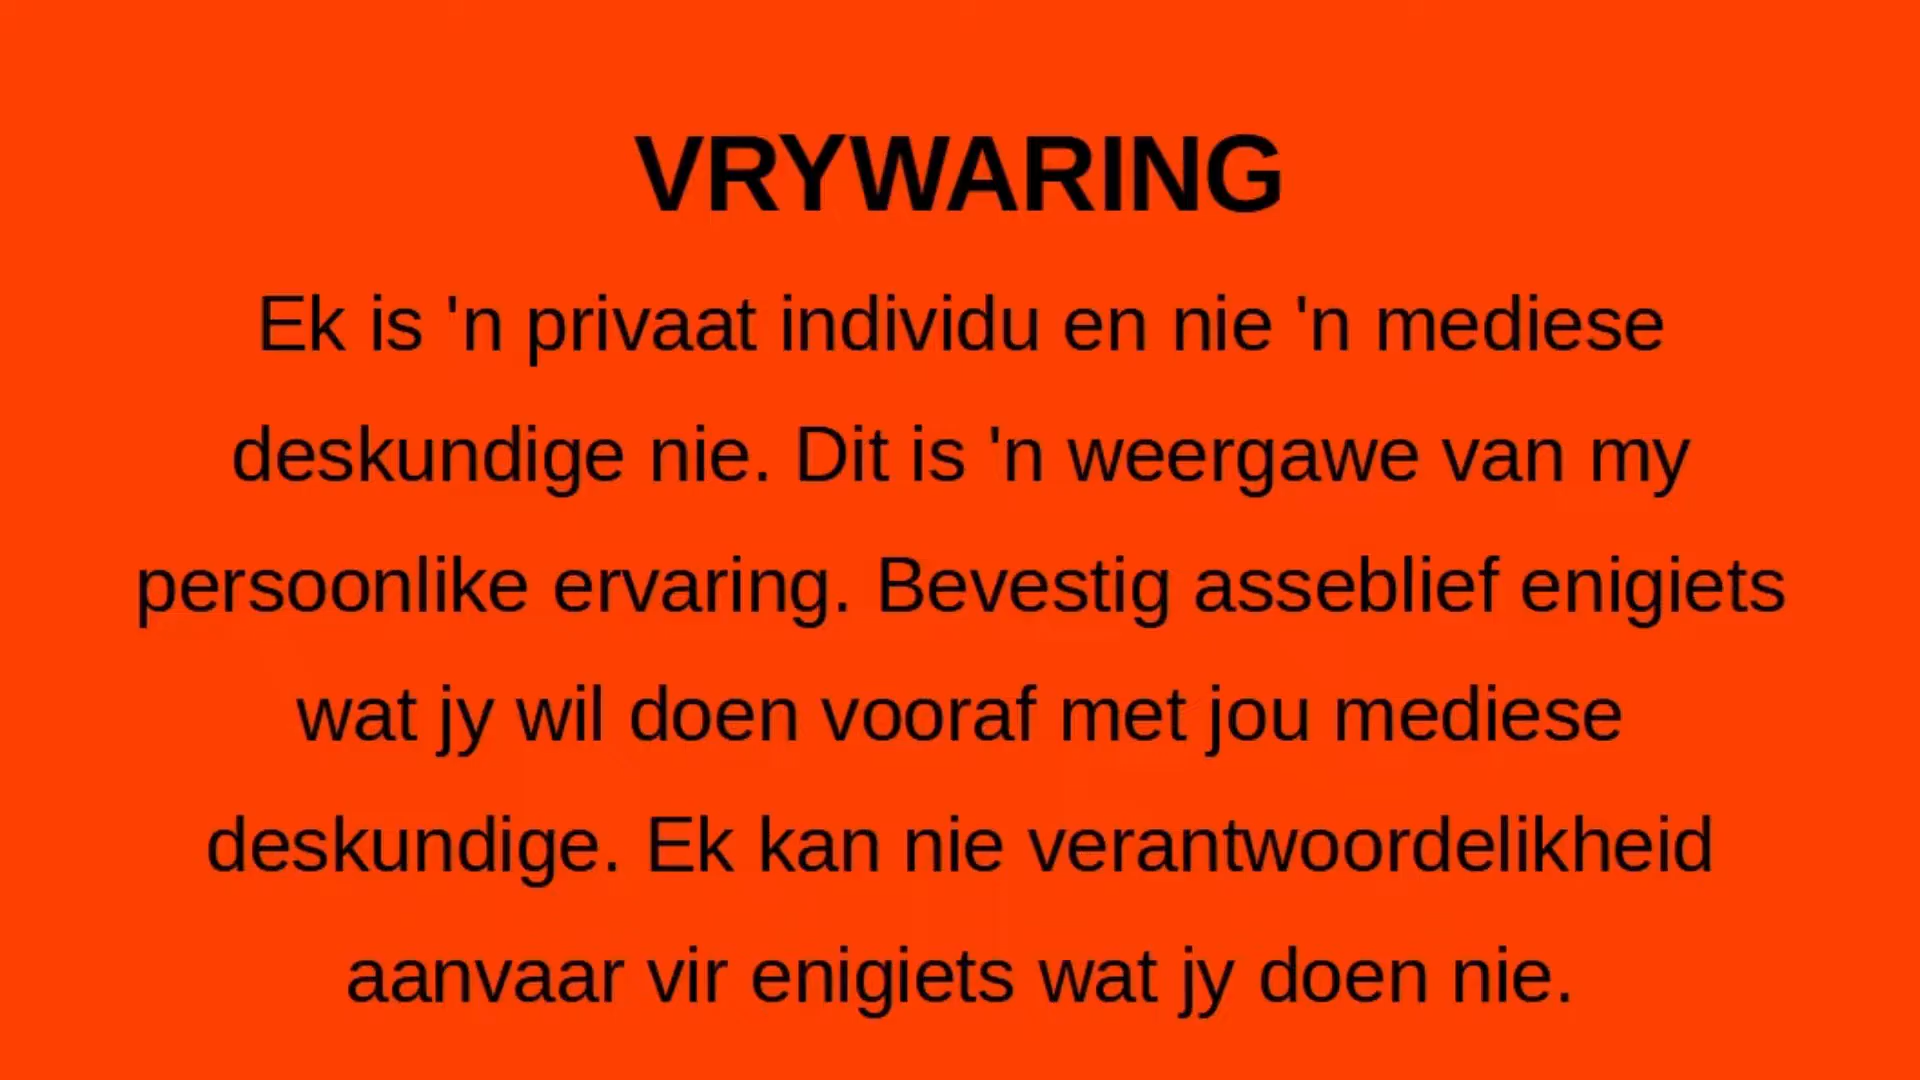 VRYWARING
Ek is 'n privaat individu en nie 'n mediese
deskundige nie. Dit is 'n weergawe van my
persoonlike ervaring. Bevestig asseblief enigiets
wat jy wil doen vooraf met jou mediese
deskundige. Ek kan nie verantwoordelikheid
aanvaar vir enigiets wat jy doen nie.